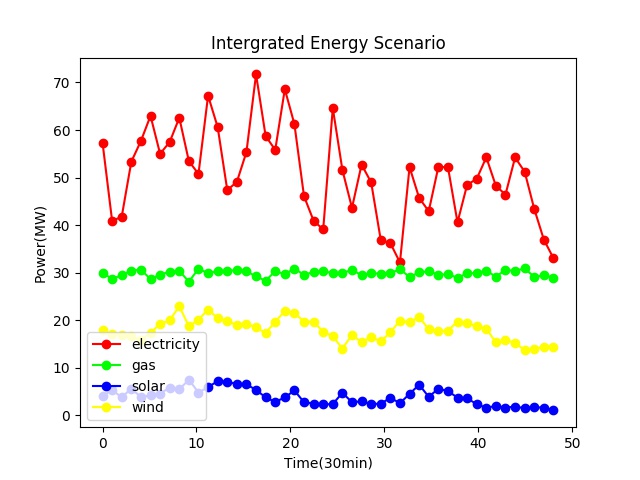 Intergrated Energy Scenario
Power(MW)
70
60
50
40
30
20
10
0
electricity
gas
solar
wind
0 10 20 30 40 50
Time(30min)